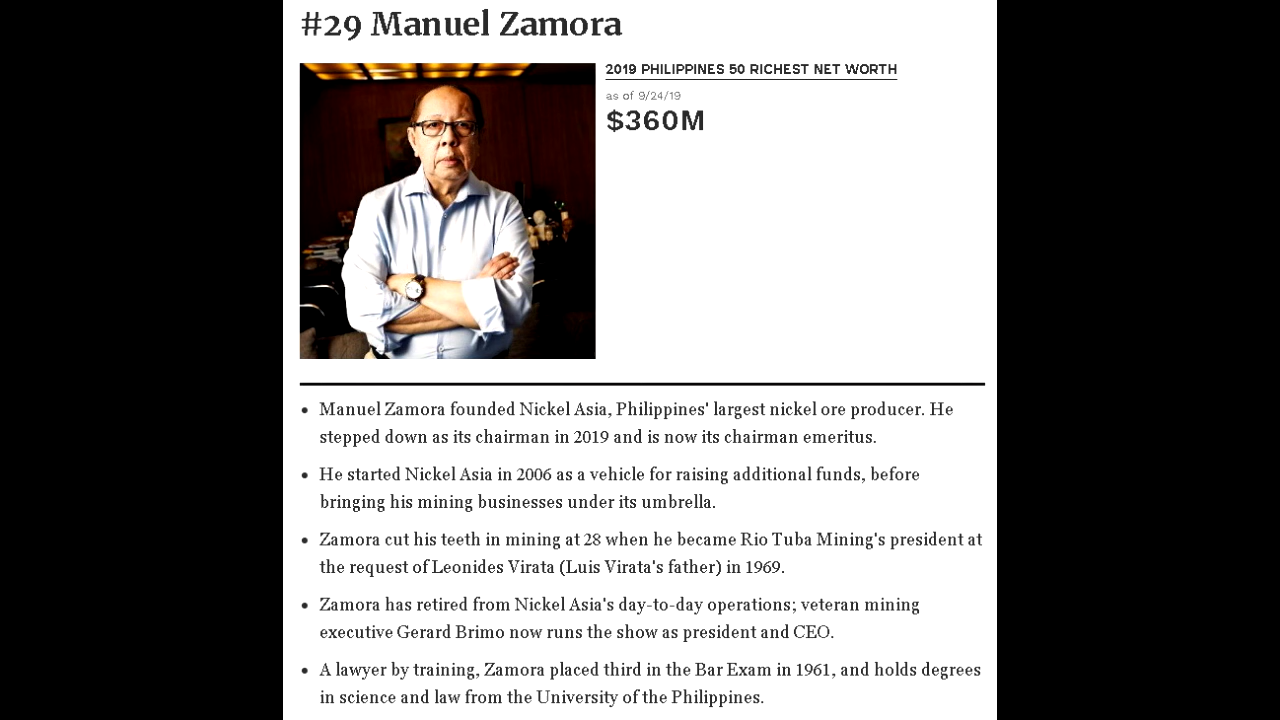 #29 Manuel Zamora
2019 PHILIPPINES 50 RICHEST NET WORTH
as of 9/24/19
$360M
• Manuel Zamora founded Nickel Asia, Philippines' largest nickel ore producer. He
stepped down as its chairman in 2019 and is now its chairman emeritus.
• He started Nickel Asia in 2006 as a vehicle for raising additional funds, before
bringing his mining businesses under its umbrella.
• Zamora cut his teeth in mining at 28 when he became Rio Tuba Mining's president at
the request of Leonides Virata (Luis Virata's father) in 1969.
• Zamora has retired from Nickel Asia's day-to-day operations; veteran mining
executive Gerard Brimo now runs the show as president and CEO.
• A lawyer by training, Zamora placed third in the Bar Exam in 1961, and holds degrees
in science and law from the University of the Philippines.